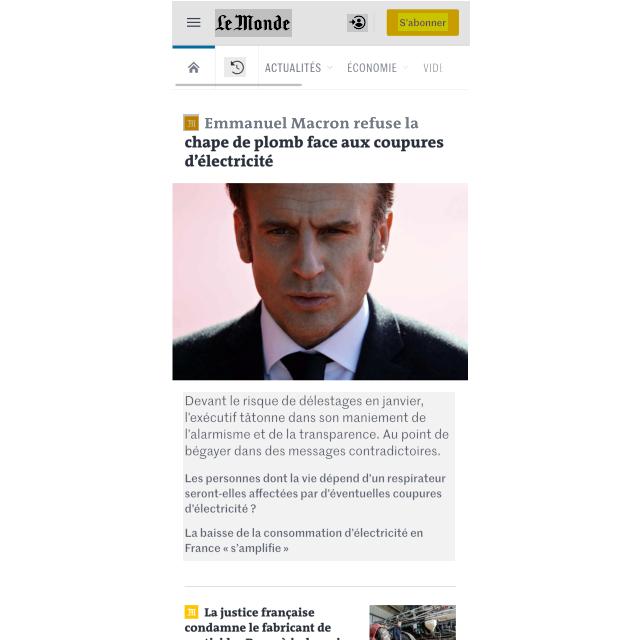 Le Monde
S'abonner
ACTUALITÉS
ÉCONOMIE
Emmanuel Macron refuse la
chape de plomb face aux coupures
d'électricité
Devant le risque de délestages en janvier,
l'exécutif tâtonne dans son maniement de
l'alarmisme et de la transparence. Au point de
bégayer dans des messages contradictoires.
Les personnes dont la vie dépend d'un respirateur
seront-elles affectées par d'éventuelles coupures
d'électricité ?
La baisse de la consommation d'électricité en
France « s'amplifie »
La justice française
condamne le fabricant de